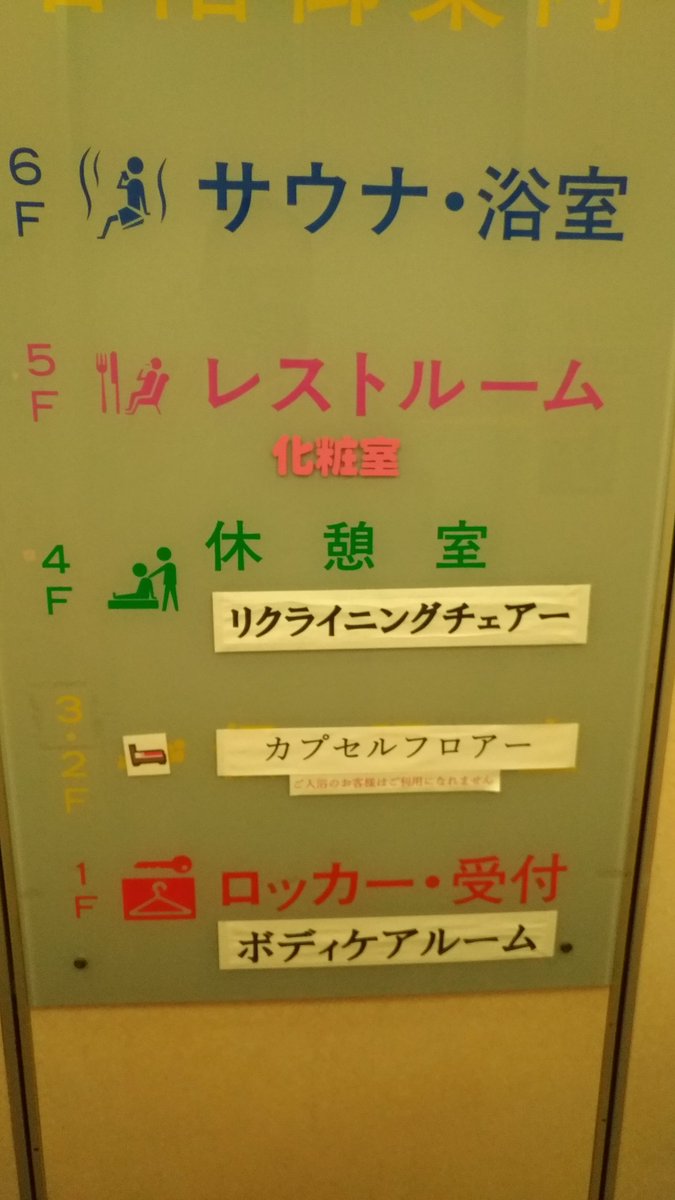 6F サウナ・浴室
5F レストルーム
化粧室
4F 休憩室
リクライニングチェアー
3・2F カプセルフロアー
ご入浴のお客様はご利用になれません
1F ロッカー・受付
ボディケアルーム